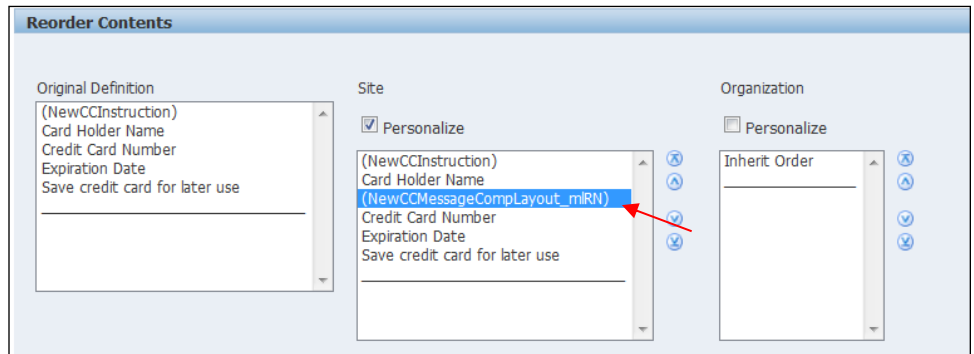 Reorder Contents
Original Definition
(NewCCInstruction)
Card Holder Name
Credit Card Number
Expiration Date
Save credit card for later use
Site
Personalize
(NewCCInstruction)
Card Holder Name
(NewCCMessageCompLayout_mlRN)
Credit Card Number
Expiration Date
Save credit card for later use
Organization
Personalize
Inherit Order